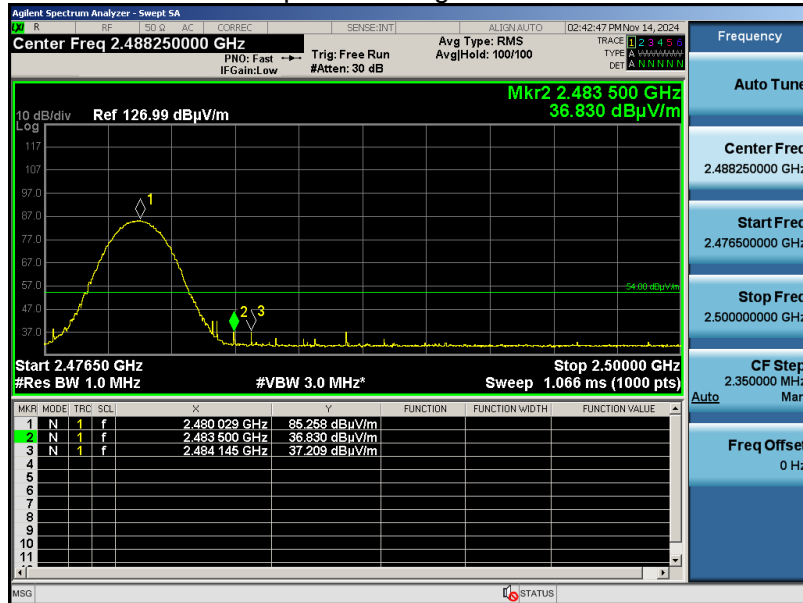 Agilent Spectrum Analyzer - Swept SA
LXI R RF 50 Ω AC CORREC SENSE:INT ALIGN AUTO 02:42:47 PM Nov 14, 2024
Center Freq 2.488250000 GHz
PNO: Fast
IFGain:Low
Trig: Free Run
#Atten: 30 dB
Avg Type: RMS
Avg|Hold: 100/100
TRACE 1 2 3 4 5 6
TYPE A
DET A N N N N N
Mkr2 2.483 500 GHz
36.830 dBµV/m
10 dB/div Ref 126.99 dBµV/m
Log
117
107
97.0
87.0
77.0
67.0
57.0
47.0
37.0
1
2
3
54.00 dBµV/m
Start 2.47650 GHz Stop 2.50000 GHz
#Res BW 1.0 MHz #VBW 3.0 MHz* Sweep 1.066 ms (1000 pts)
MKR MODE TRC SCL X Y FUNCTION FUNCTION WIDTH FUNCTION VALUE
1 N 1 f 2.480 029 GHz 85.258 dBµV/m
2 N 1 f 2.483 500 GHz 36.830 dBµV/m
3 N 1 f 2.484 145 GHz 37.209 dBµV/m
4
5
6
7
8
9
10
11
MSG STATUS
Frequency
Auto Tune
Center Freq
2.488250000 GHz
Start Freq
2.476500000 GHz
Stop Freq
2.500000000 GHz
CF Step
2.350000 MHz
Auto Man
Freq Offset
0 Hz